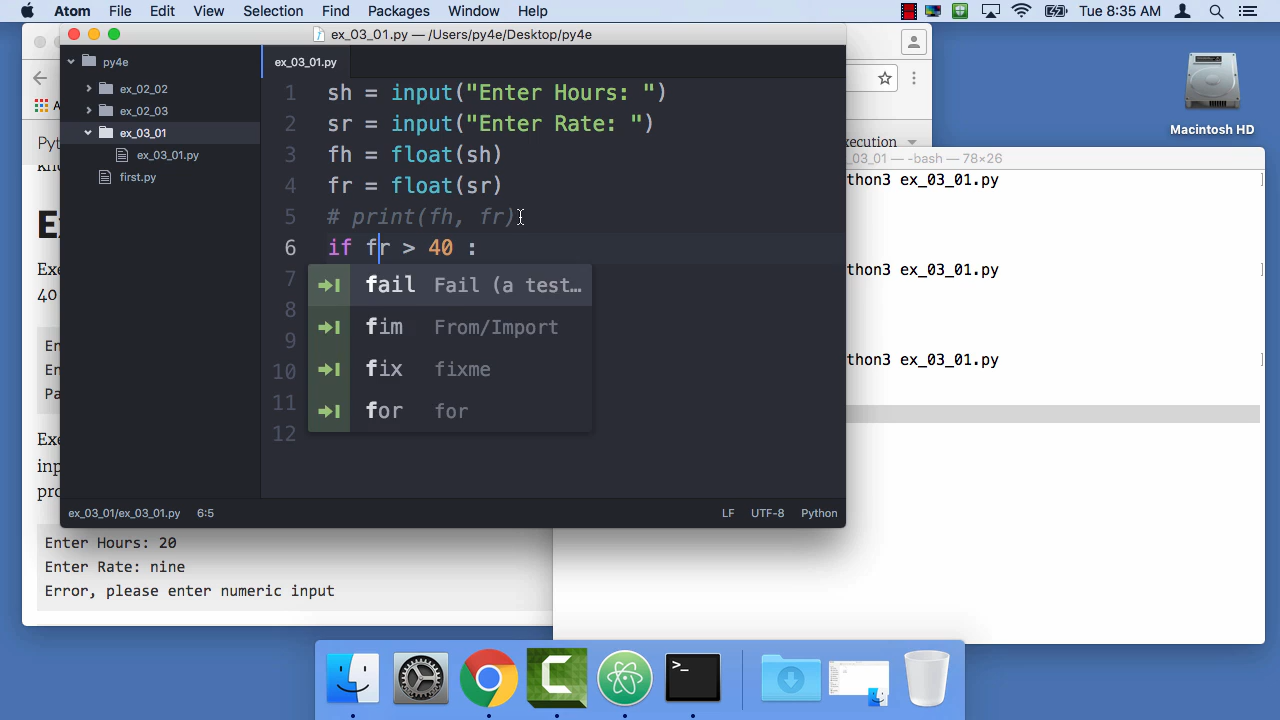 Atom File Edit View Selection Find Packages Window Help Tue 8:35 AM
ex_03_01.py — /Users/py4e/Desktop/py4e
py4e
ex_02_02
ex_02_03
ex_03_01
ex_03_01.py
first.py
ex_03_01.py
1 sh = input("Enter Hours: ")
2 sr = input("Enter Rate: ")
3 fh = float(sh)
4 fr = float(sr)
5 # print(fh, fr)
6 if fr > 40 :
7
8
9
10
11
12
fail Fail (a test…
fim From/Import
fix fixme
for for
ex_03_01/ex_03_01.py 6:5 LF UTF-8 Python
Macintosh HD
xecution
_03_01 — -bash — 78×26
thon3 ex_03_01.py
thon3 ex_03_01.py
thon3 ex_03_01.py
Enter Hours: 20
Enter Rate: nine
Error, please enter numeric input